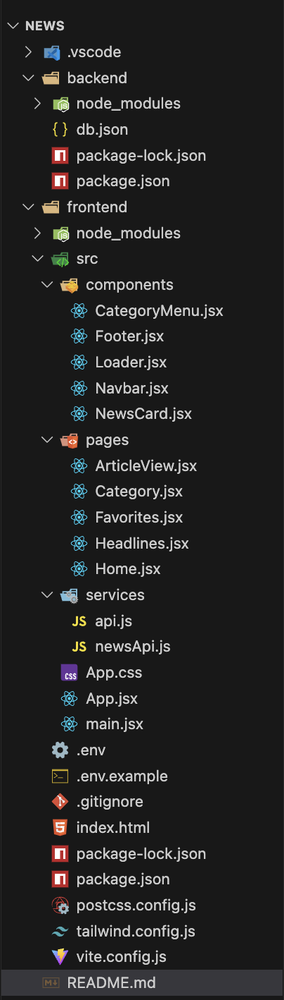 NEWS
.vscode
backend
node_modules
db.json
package-lock.json
package.json
frontend
node_modules
src
components
CategoryMenu.jsx
Footer.jsx
Loader.jsx
Navbar.jsx
NewsCard.jsx
pages
ArticleView.jsx
Category.jsx
Favorites.jsx
Headlines.jsx
Home.jsx
services
JS api.js
JS newsApi.js
CSS App.css
App.jsx
main.jsx
.env
.env.example
.gitignore
index.html
package-lock.json
package.json
postcss.config.js
tailwind.config.js
vite.config.js
README.md